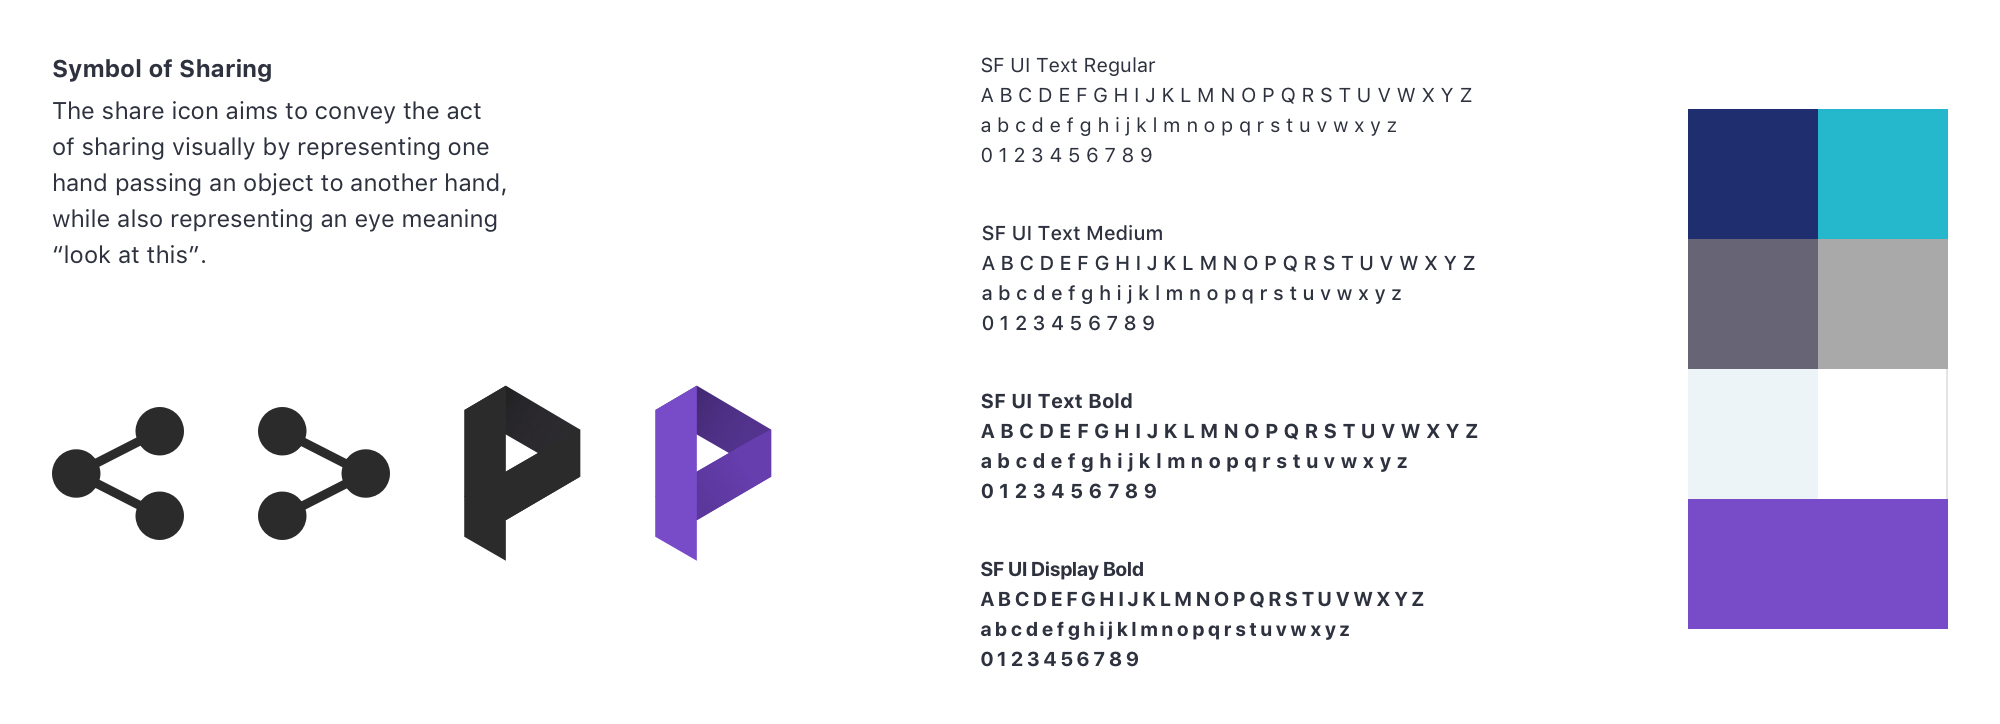 Symbol of Sharing
The share icon aims to convey the act
of sharing visually by representing one
hand passing an object to another hand,
while also representing an eye meaning
“look at this”.
SF UI Text Regular
A B C D E F G H I J K L M N O P Q R S T U V W X Y Z
a b c d e f g h i j k l m n o p q r s t u v w x y z
0 1 2 3 4 5 6 7 8 9
SF UI Text Medium
A B C D E F G H I J K L M N O P Q R S T U V W X Y Z
a b c d e f g h i j k l m n o p q r s t u v w x y z
0 1 2 3 4 5 6 7 8 9
SF UI Text Bold
A B C D E F G H I J K L M N O P Q R S T U V W X Y Z
a b c d e f g h i j k l m n o p q r s t u v w x y z
0 1 2 3 4 5 6 7 8 9
SF UI Display Bold
A B C D E F G H I J K L M N O P Q R S T U V W X Y Z
a b c d e f g h i j k l m n o p q r s t u v w x y z
0 1 2 3 4 5 6 7 8 9